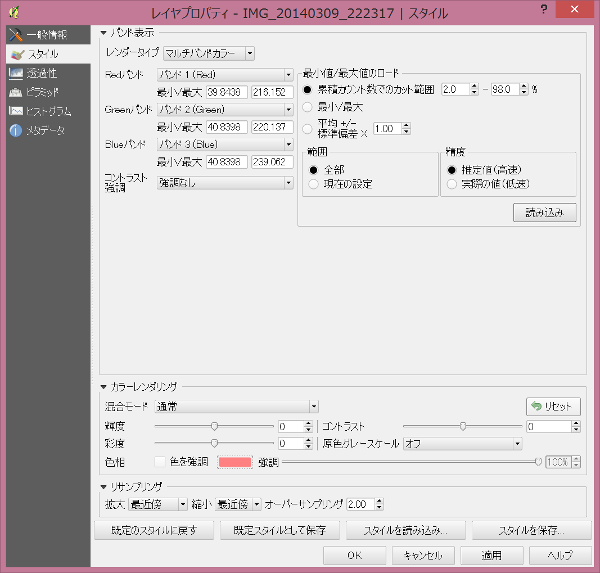 レイヤプロパティ - IMG_20140309_222317 | スタイル
一般情報
スタイル
透過性
ピラミッド
ヒストグラム
メタデータ
バンド表示
レンダータイプ マルチバンドカラー
Redバンド バンド 1 (Red)
最小/最大 39.8438 216.152
Greenバンド バンド 2 (Green)
最小/最大 40.8398 220.137
Blueバンド バンド 3 (Blue)
最小/最大 40.8398 239.062
コントラスト
強調 強調なし
最小値/最大値のロード
累積カウント数でのカット範囲 2.0 - 98.0 %
最小/最大
平均 +/-
標準偏差 × 1.00
範囲
全部
現在の設定
精度
推定値(高速)
実際の値(低速)
読み込み
カラーレンダリング
混合モード 通常 リセット
輝度 0 コントラスト 0
彩度 0 原色グレースケール オフ
色相 色を強調 強調 100%
リサンプリング
拡大 最近傍 縮小 最近傍 オーバーサンプリング 2.00
既定のスタイルに戻す 既定スタイルとして保存 スタイルを読み込み... スタイルを保存...
OK キャンセル 適用 ヘルプ